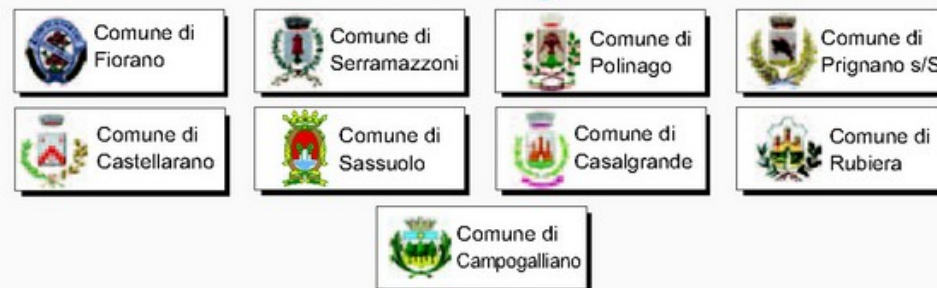 Comune di
Fiorano
Comune di
Serramazzoni
Comune di
Polinago
Comune di
Prignano s/S
Comune di
Castellarano
Comune di
Sassuolo
Comune di
Casalgrande
Comune di
Rubiera
Comune di
Campogalliano